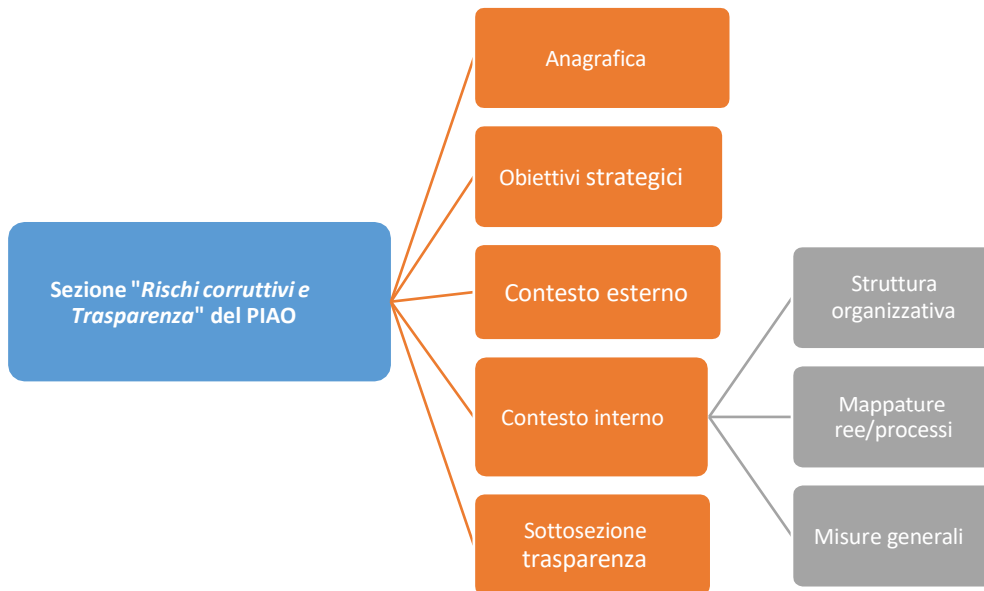 Anagrafica
Obiettivi strategici
Sezione "Rischi corruttivi e
Trasparenza" del PIAO
Contesto esterno
Contesto interno
Sottosezione
trasparenza
Struttura
organizzativa
Mappature
ree/processi
Misure generali